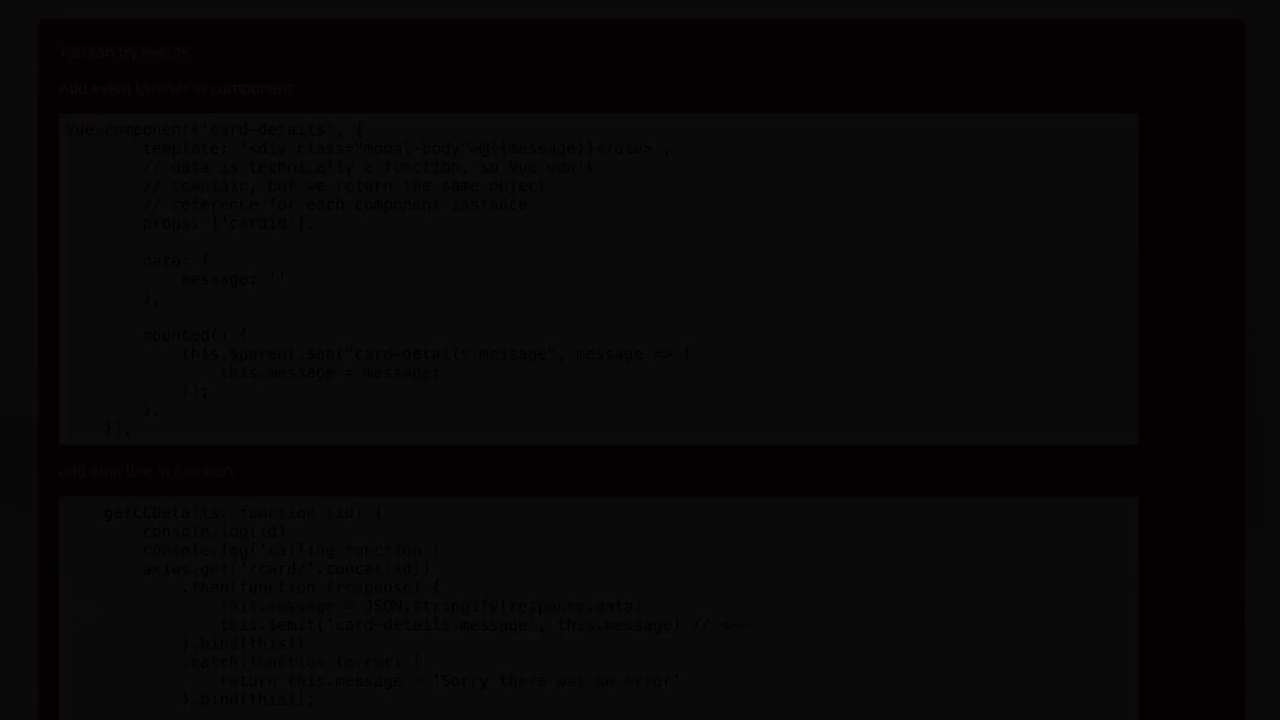 You can try events.
Add event listener in component.
Vue.component('card-details', {
template: '<div class="modal-body">@{{message}}</div>',
// data is technically a function, so Vue won't
// complain, but we return the same object
// reference for each component instance
props: ['cardid'],
data: {
message: ''
},
mounted() {
this.$parent.$on("card-details:message", message => {
this.message = message;
});
},
}),
add emit line in function.
getCCDetails: function (id) {
console.log(id)
console.log('calling function')
axios.get('/card/'.concat(id))
.then(function (response) {
this.message = JSON.stringify(response.data)
this.$emit('card-details:message', this.message) // <--
}.bind(this))
.catch(function (error) {
return this.message = 'Sorry there was an error'
}.bind(this));